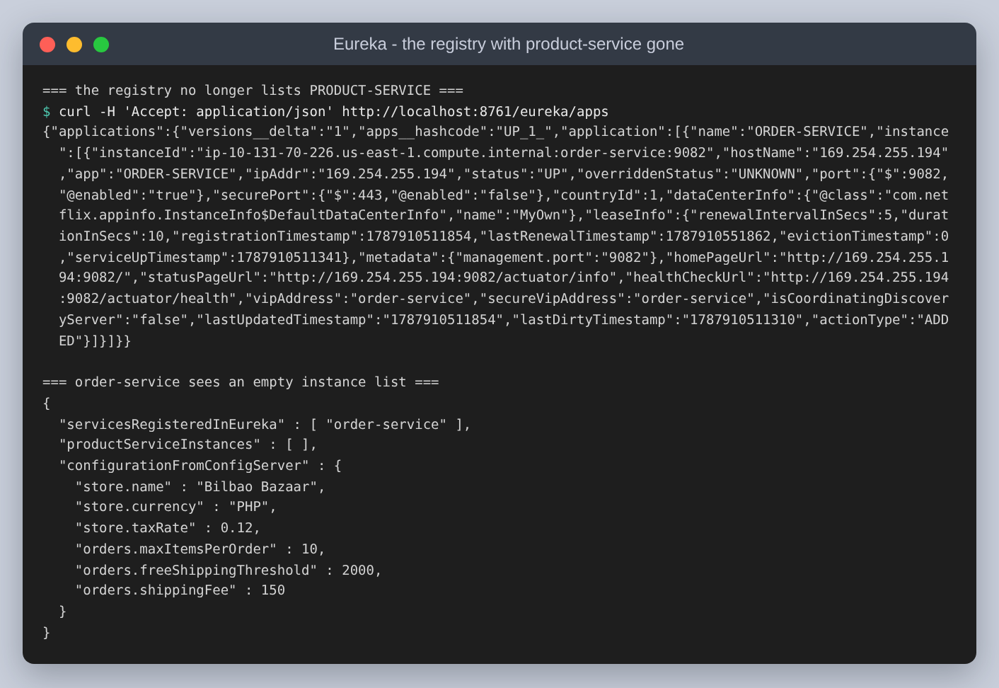 Eureka - the registry with product-service gone
=== the registry no longer lists PRODUCT-SERVICE ===
$ curl -H 'Accept: application/json' http://localhost:8761/eureka/apps
{"applications":{"versions__delta":"1","apps__hashcode":"UP_1_","application":[{"name":"ORDER-SERVICE","instance
":[{"instanceId":"ip-10-131-70-226.us-east-1.compute.internal:order-service:9082","hostName":"169.254.255.194"
,"app":"ORDER-SERVICE","ipAddr":"169.254.255.194","status":"UP","overriddenStatus":"UNKNOWN","port":{"$":9082,
"@enabled":"true"},"securePort":{"$":443,"@enabled":"false"},"countryId":1,"dataCenterInfo":{"@class":"com.net
flix.appinfo.InstanceInfo$DefaultDataCenterInfo","name":"MyOwn"},"leaseInfo":{"renewalIntervalInSecs":5,"durat
ionInSecs":10,"registrationTimestamp":1787910511854,"lastRenewalTimestamp":1787910551862,"evictionTimestamp":0
,"serviceUpTimestamp":1787910511341},"metadata":{"management.port":"9082"},"homePageUrl":"http://169.254.255.1
94:9082/","statusPageUrl":"http://169.254.255.194:9082/actuator/info","healthCheckUrl":"http://169.254.255.194
:9082/actuator/health","vipAddress":"order-service","secureVipAddress":"order-service","isCoordinatingDiscover
yServer":"false","lastUpdatedTimestamp":"1787910511854","lastDirtyTimestamp":"1787910511310","actionType":"ADD
ED"}]}]}}
=== order-service sees an empty instance list ===
{
"servicesRegisteredInEureka" : [ "order-service" ],
"productServiceInstances" : [ ],
"configurationFromConfigServer" : {
"store.name" : "Bilbao Bazaar",
"store.currency" : "PHP",
"store.taxRate" : 0.12,
"orders.maxItemsPerOrder" : 10,
"orders.freeShippingThreshold" : 2000,
"orders.shippingFee" : 150
}
}